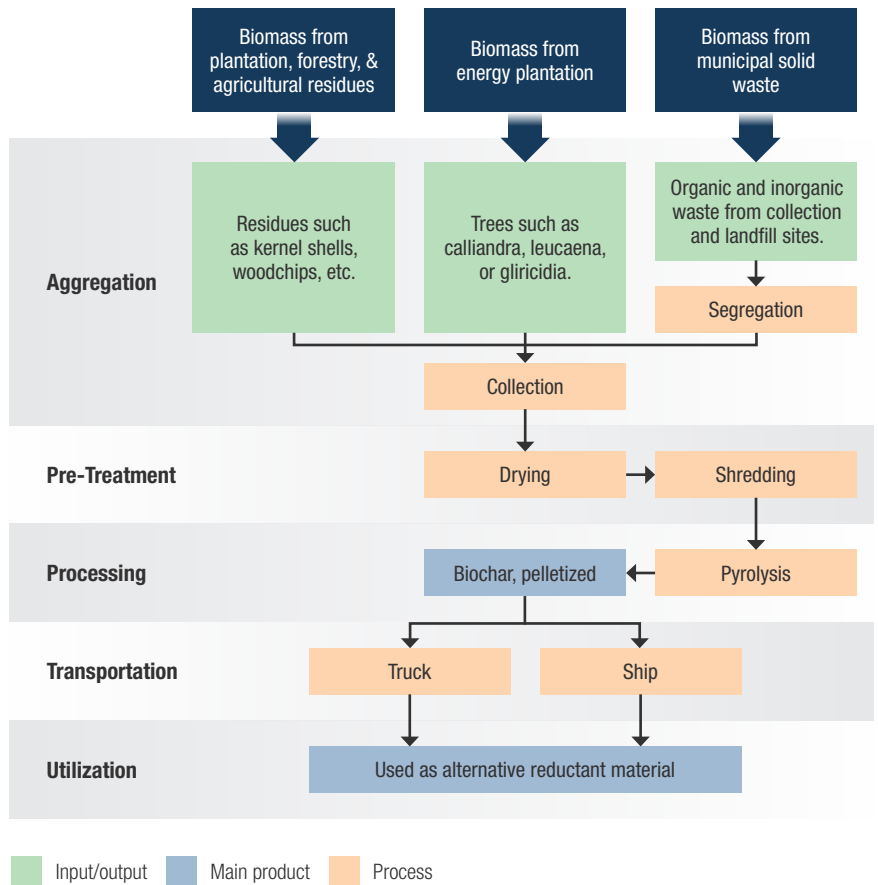 Biomass from
plantation, forestry, &
agricultural residues
Biomass from
energy plantation
Biomass from
municipal solid
waste
Aggregation
Residues such
as kernel shells,
woodchips, etc.
Trees such as
calliandra, leucaena,
or gliricidia.
Organic and inorganic
waste from collection
and landfill sites.
Segregation
Collection
Pre-Treatment
Drying
Shredding
Processing
Biochar, pelletized
Pyrolysis
Transportation
Truck
Ship
Utilization
Used as alternative reductant material
Input/output
Main product
Process